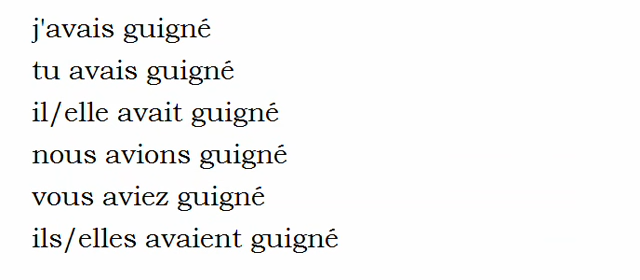 j'avais guigné
tu avais guigné
il/elle avait guigné
nous avions guigné
vous aviez guigné
ils/elles avaient guigné